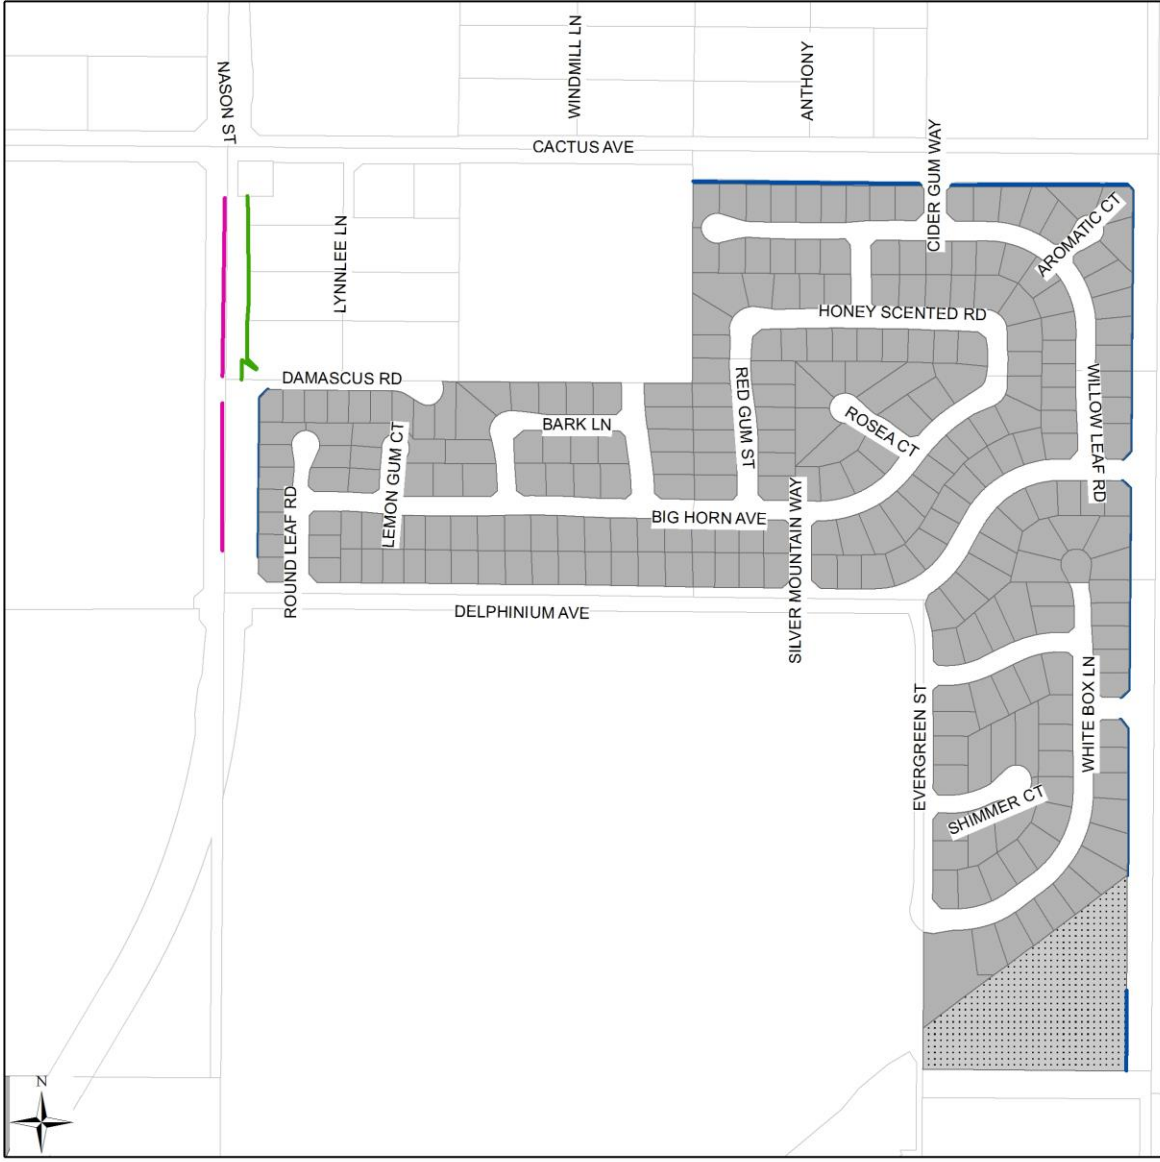 WINDMILL LN
ANTHONY
NASON ST
CACTUS AVE
CIDER GUM WAY
AROMATIC CT
LYNNLEE LN
HONEY SCENTED RD
DAMASCUS RD
RED GUM ST
WILLOW LEAF RD
BARK LN
ROSEA CT
LEMON GUM CT
ROUND LEAF RD
BIG HORN AVE
SILVER MOUNTAIN WAY
DELPHINIUM AVE
EVERGREEN ST
WHITE BOX LN
SHIMMER CT
N